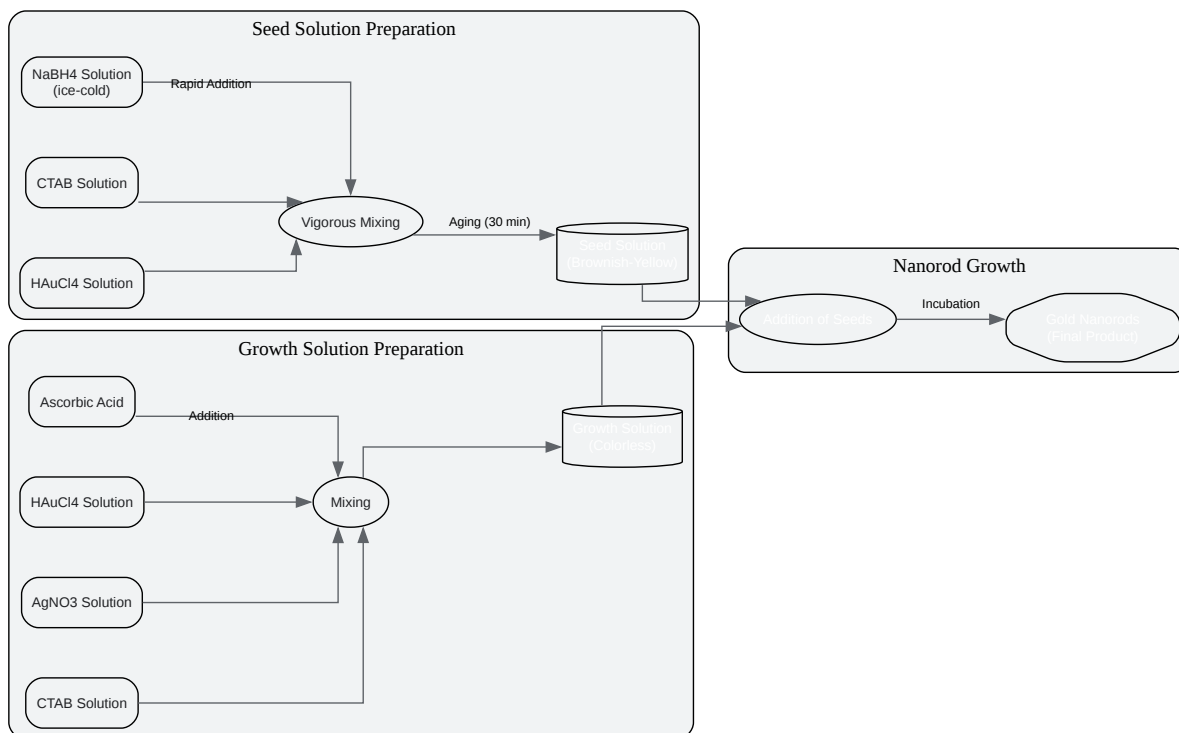 Seed Solution Preparation
NaBH4 Solution
(ice-cold)
Rapid Addition
CTAB Solution
Vigorous Mixing
Aging (30 min)
Seed Solution
(Brownish-Yellow)
HAuCl4 Solution
Nanorod Growth
Addition of Seeds
Incubation
Gold Nanorods
(Final Product)
Growth Solution Preparation
Ascorbic Acid
Addition
Growth Solution
(Colorless)
HAuCl4 Solution
Mixing
AgNO3 Solution
CTAB Solution